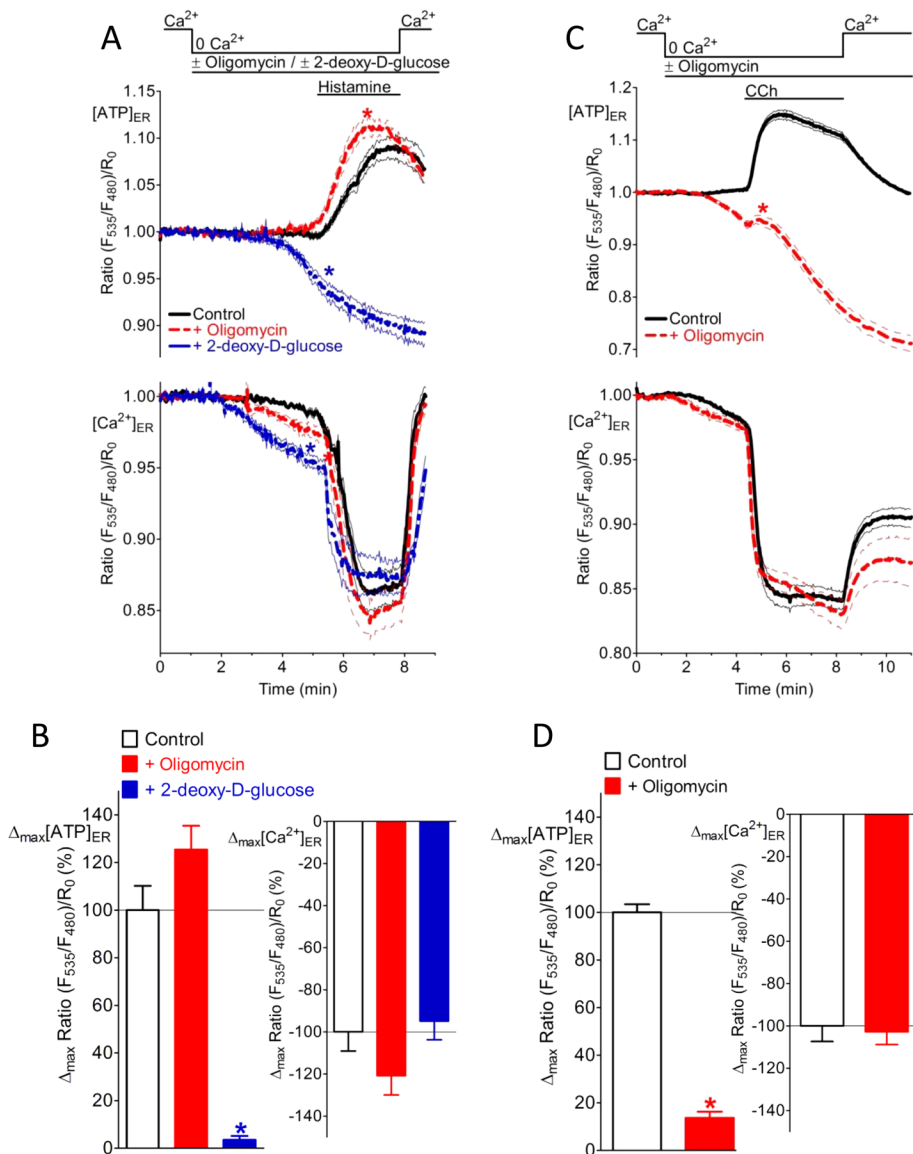 A
Ca2+
Ca2+
0 Ca2+
± Oligomycin / ± 2-deoxy-D-glucose
Histamine
[ATP]ER
Ratio (F535/F480)/R0
1.15
1.10
1.05
1.00
0.95
0.90
*
*
Control
+ Oligomycin
+ 2-deoxy-D-glucose
[Ca2+]ER
Ratio (F535/F480)/R0
1.00
0.95
0.90
0.85
*
*
0
2
4
6
8
Time (min)
C
Ca2+
Ca2+
0 Ca2+
± Oligomycin
CCh
[ATP]ER
Ratio (F535/F480)/R0
1.2
1.1
1.0
0.9
0.8
0.7
*
Control
+ Oligomycin
[Ca2+]ER
Ratio (F535/F480)/R0
1.00
0.95
0.90
0.85
0.80
0
2
4
6
8
10
Time (min)
B
Control
+ Oligomycin
+ 2-deoxy-D-glucose
Δmax[ATP]ER
Δmax Ratio (F535/F480)/R0 (%)
140
120
100
80
60
40
20
0
*
Δmax[Ca2+]ER
Δmax Ratio (F535/F480)/R0 (%)
0
-20
-40
-60
-80
-100
-120
-140
D
Control
+ Oligomycin
Δmax[ATP]ER
Δmax Ratio (F535/F480)/R0 (%)
140
120
100
80
60
40
20
0
*
Δmax[Ca2+]ER
Δmax Ratio (F535/F480)/R0 (%)
0
-20
-40
-60
-80
-100
-120
-140